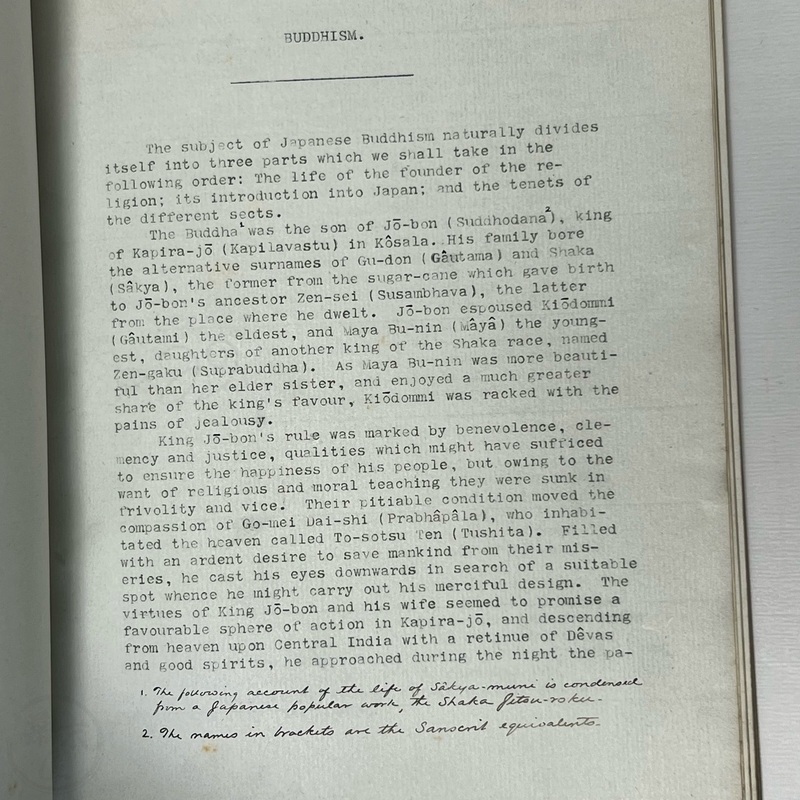 BUDDHISM.
The subject of Japanese Buddhism naturally divides
itself into three parts which we shall take in the
following order: The life of the founder of the re-
ligion; its introduction into Japan; and the tenets of
the different sects.
The Buddha¹ was the son of Jō-bon (Suddhodana²), king
of Kapira-jō (Kapilavastu) in Kôsala. His family bore
the alternative surnames of Gu-don (Gâutama) and Shaka
(Sâkya), the former from the sugar-cane which gave birth
to Jō-bon's ancestor Zen-sei (Susambhava), the latter
from the place where he dwelt. Jō-bon espoused Kiōdommi
(Gâutami) the eldest, and Maya Bu-nin (Mâyâ) the young-
est, daughters of another king of the Shaka race, named
Zen-gaku (Suprabuddha). As Maya Bu-nin was more beauti-
ful than her elder sister, and enjoyed a much greater
share of the king's favour, Kiōdommi was racked with the
pains of jealousy.
King Jō-bon's rule was marked by benevolence, cle-
mency and justice, qualities which might have sufficed
to ensure the happiness of his people, but owing to the
want of religious and moral teaching they were sunk in
frivolity and vice. Their pitiable condition moved the
compassion of Go-mei Dai-shi (Prabhâpâla), who inhabi-
tated the heaven called To-sotsu Ten (Tushita). Filled
with an ardent desire to save mankind from their mis-
eries, he cast his eyes downwards in search of a suitable
spot whence he might carry out his merciful design. The
virtues of King Jō-bon and his wife seemed to promise a
favourable sphere of action in Kapira-jō, and descending
from heaven upon Central India with a retinue of Dêvas
and good spirits, he approached during the night the pa-
1. The following account of the life of Sâkya-muni is condensed
from a Japanese popular work, the Shaka Jitsu-roku.
2. The names in brackets are the Sanscrit equivalents.